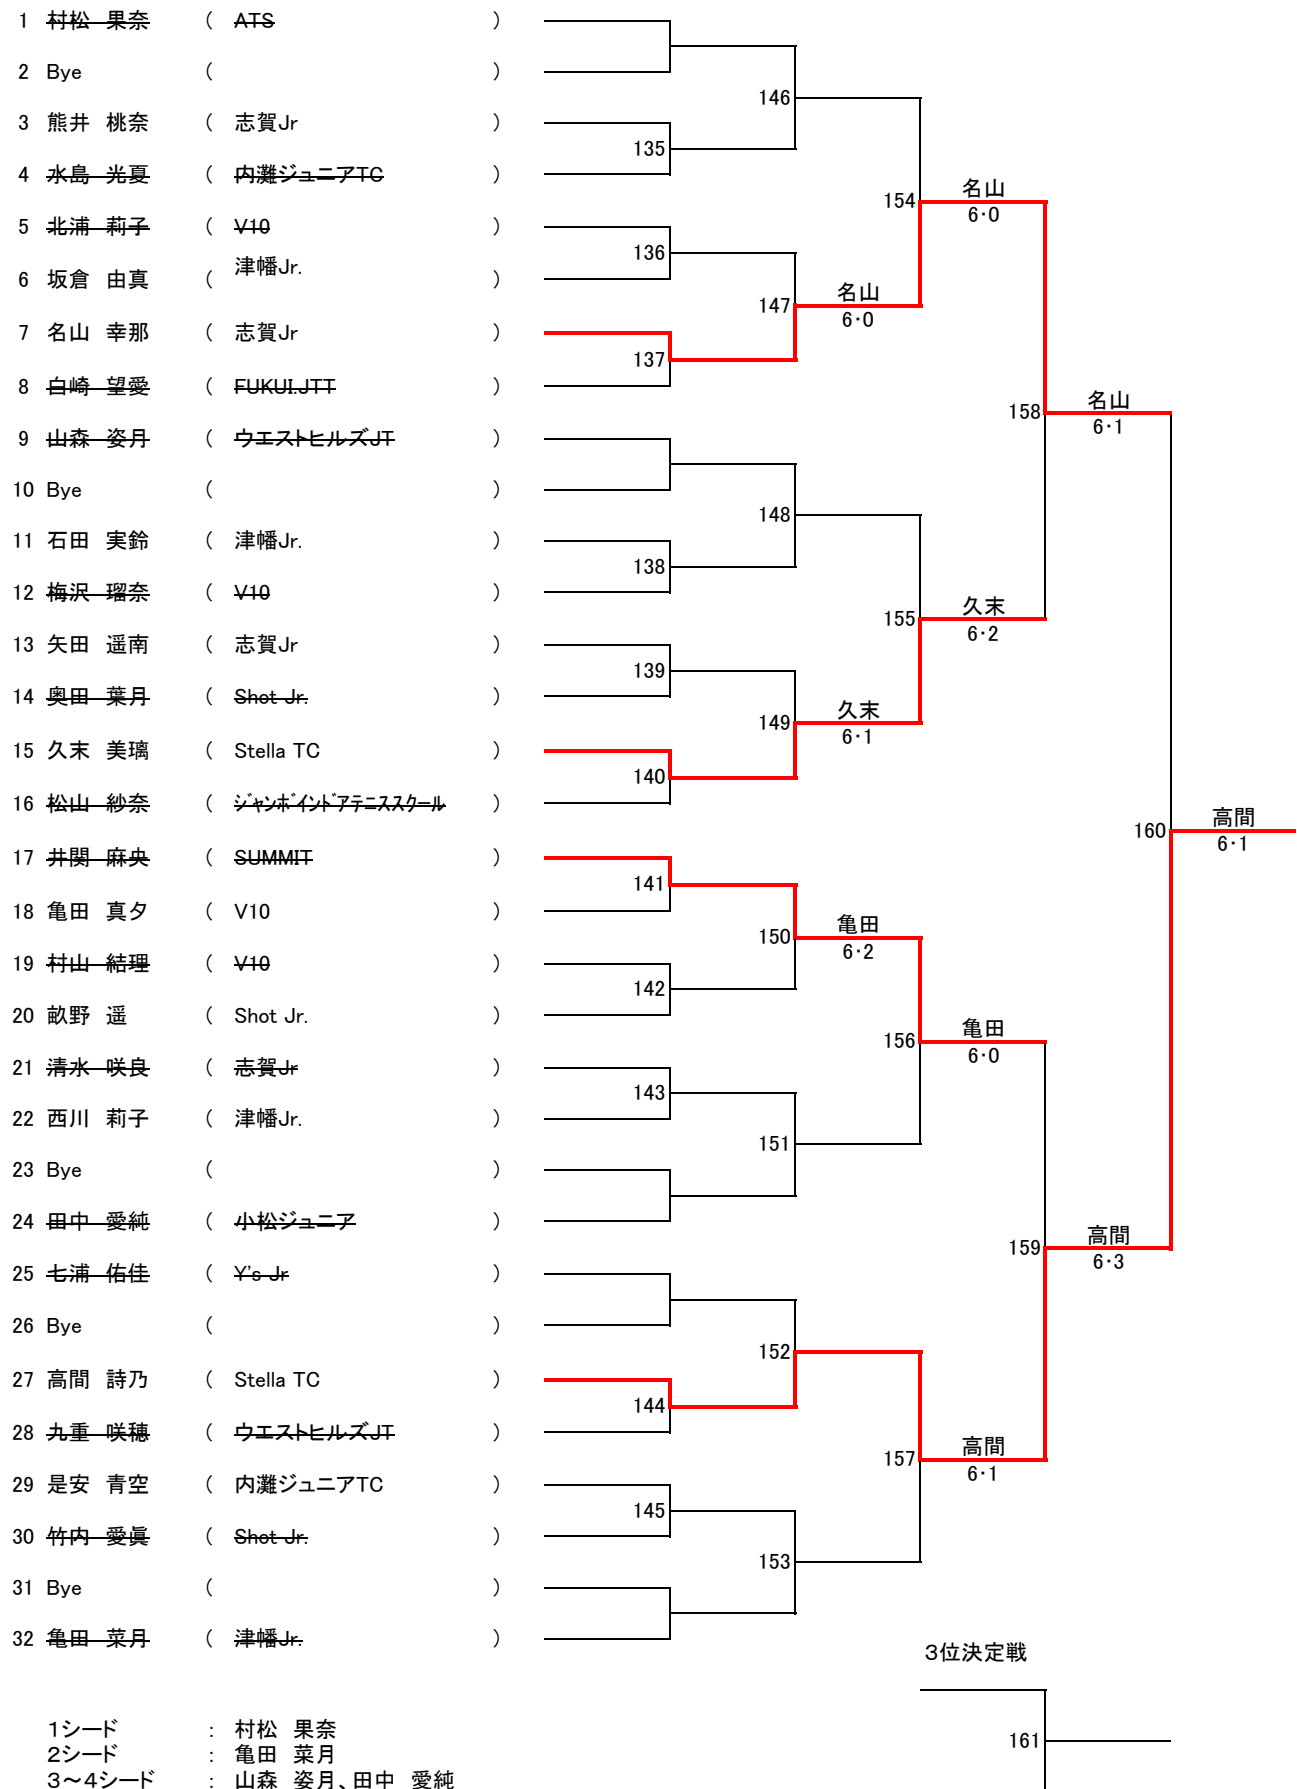 1 村松 果奈 ( ATS )
2 Bye ( )
146
3 熊井 桃奈 ( 志賀Jr )
135
4 水島 光夏 ( 内灘ジュニアTC )
154 名山
6・0
5 北浦 莉子 ( V10 )
136
6 坂倉 由真 ( 津幡Jr. )
147 名山
6・0
7 名山 幸那 ( 志賀Jr )
137
8 白崎 望愛 ( FUKUI.JTT )
158 名山
6・1
9 山森 姿月 ( ウエストヒルズJT )
10 Bye ( )
148
11 石田 実鈴 ( 津幡Jr. )
138
12 梅沢 瑠奈 ( V10 )
155 久末
6・2
13 矢田 遥南 ( 志賀Jr )
139
14 奥田 葉月 ( Shot Jr. )
149 久末
6・1
15 久末 美璃 ( Stella TC )
140
16 松山 紗奈 ( ジャンボインドアテニススクール )
160 高間
6・1
17 井関 麻央 ( SUMMIT )
141
18 亀田 真夕 ( V10 )
150 亀田
6・2
19 村山 結理 ( V10 )
142
20 畝野 遥 ( Shot Jr. )
156 亀田
6・0
21 清水 咲良 ( 志賀Jr )
143
22 西川 莉子 ( 津幡Jr. )
151
23 Bye ( )
24 田中 愛純 ( 小松ジュニア )
159 高間
6・3
25 七浦 佑佳 ( Y's Jr )
26 Bye ( )
152
27 高間 詩乃 ( Stella TC )
144
28 九重 咲穂 ( ウエストヒルズJT )
157 高間
6・1
29 是安 青空 ( 内灘ジュニアTC )
145
30 竹内 愛眞 ( Shot Jr. )
153
31 Bye ( )
32 亀田 菜月 ( 津幡Jr. )
3位決定戦
161
1シード : 村松 果奈
2シード : 亀田 菜月
3～4シード : 山森 姿月、田中 愛純